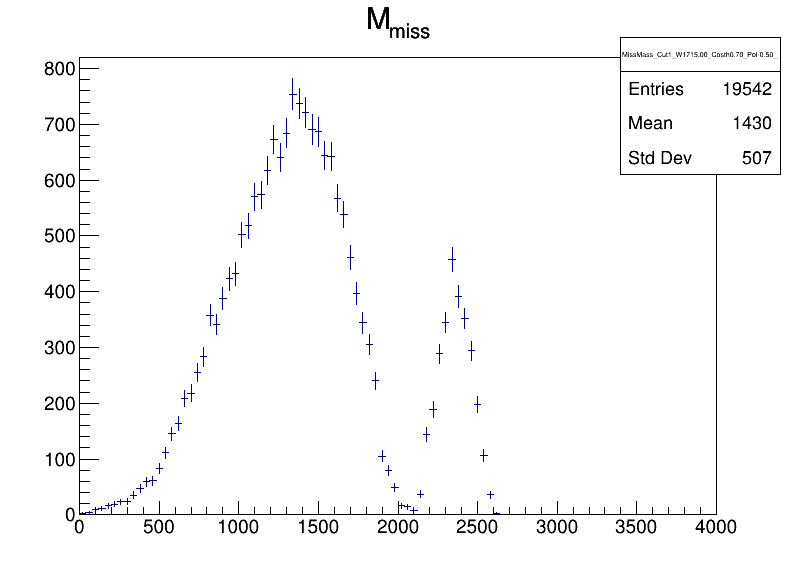 M_miss
MissMass_Cut1_W1715.00_Costh0.70_Pol-0.50_
Entries 19542
Mean 1430
Std Dev 507
800
700
600
500
400
300
200
100
0
0 500 1000 1500 2000 2500 3000 3500 4000